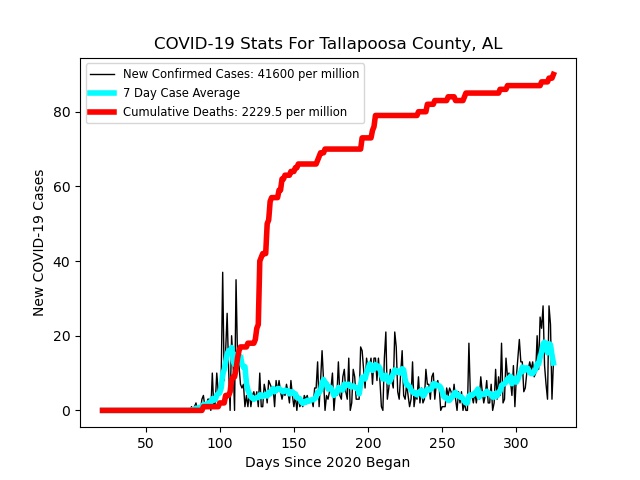 COVID-19 Stats For Tallapoosa County, AL
New Confirmed Cases: 41600 per million
7 Day Case Average
Cumulative Deaths: 2229.5 per million
New COVID-19 Cases
80
60
40
20
0
50 100 150 200 250 300
Days Since 2020 Began